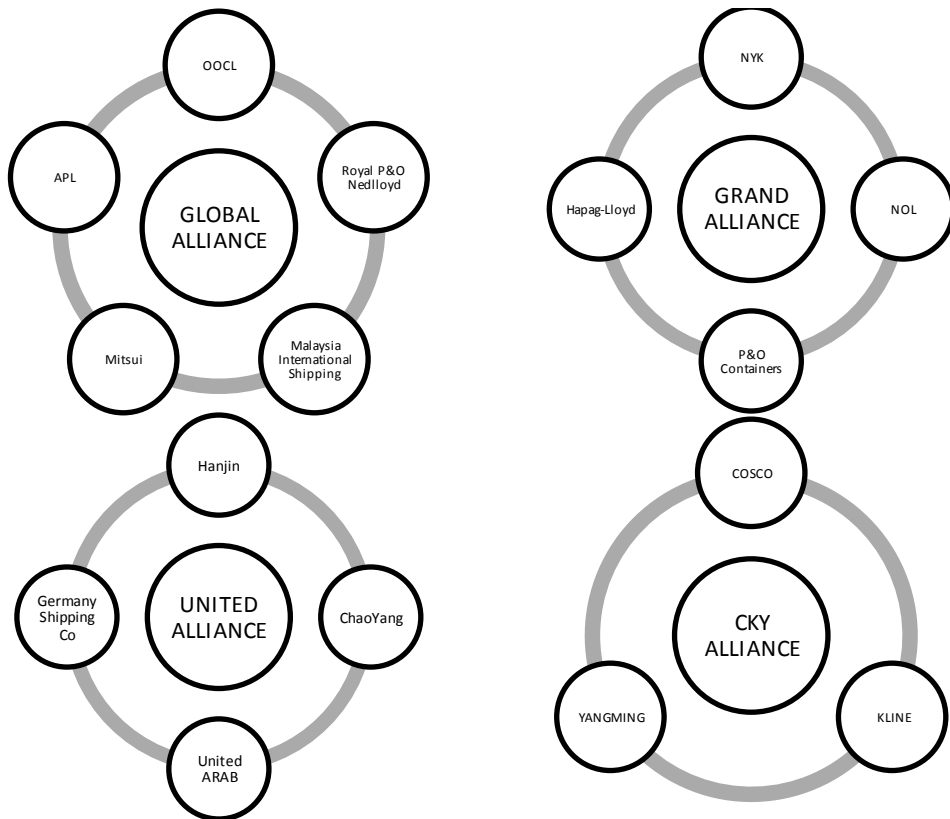 OOCL
Royal P&O
Nedlloyd
Malaysia
International
Shipping
Mitsui
APL
GLOBAL
ALLIANCE
NYK
NOL
P&O
Containers
Hapag-Lloyd
GRAND
ALLIANCE
Hanjin
ChaoYang
United
ARAB
Germany
Shipping
Co
UNITED
ALLIANCE
COSCO
KLINE
YANGMING
CKY
ALLIANCE